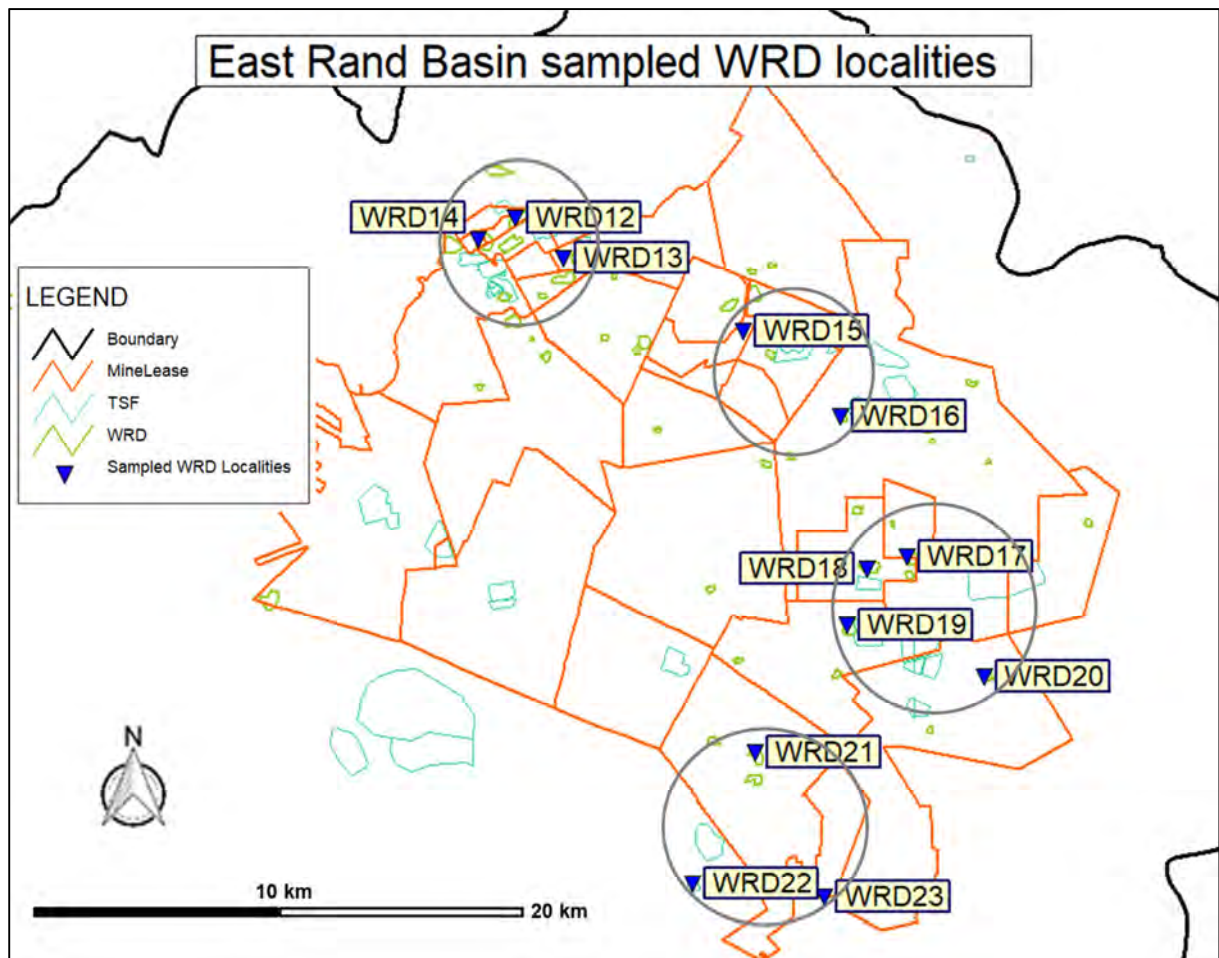 East Rand Basin sampled WRD localities
WRD14
WRD12
WRD13
LEGEND
Boundary
MineLease
TSF
WRD
Sampled WRD Localities
WRD15
WRD16
WRD17
WRD18
WRD19
WRD20
WRD21
WRD22
WRD23
N
10 km
20 km